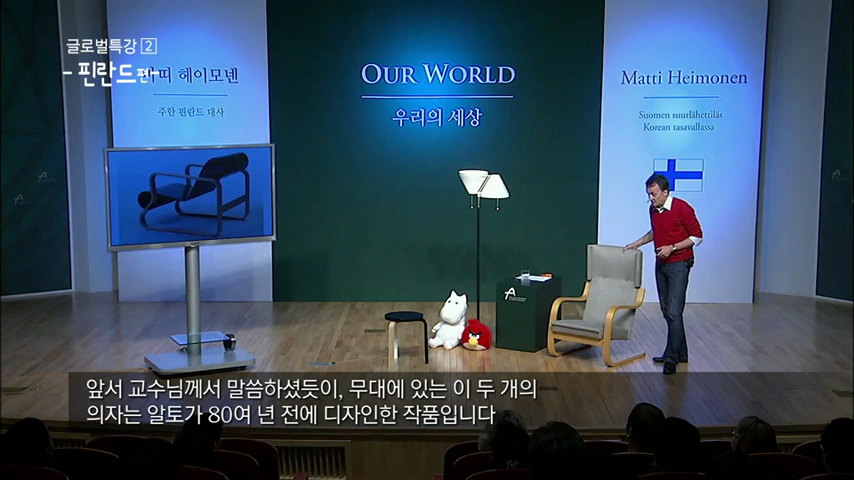 글로벌특강 2
- 핀란드편 -
마띠 헤이모넨
주한 핀란드 대사
OUR WORLD
우리의 세상
Matti Heimonen
Suomen suurlähettiläs
Korean tasavallassa
앞서 교수님께서 말씀하셨듯이, 무대에 있는 이 두 개의
의자는 알토가 80여 년 전에 디자인한 작품입니다